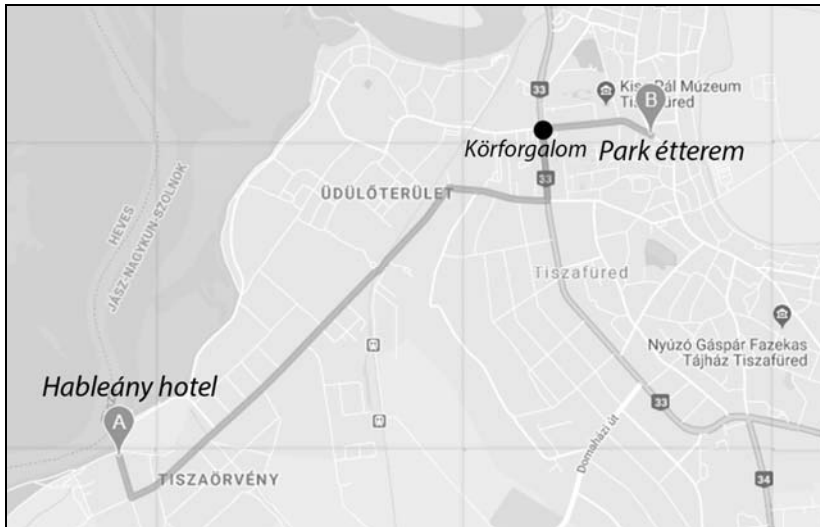 33
Kiss Pál Múzeum
Tiszafüred
B
Körforgalom
Park étterem
33
ÜDÜLŐTERÜLET
HEVES
JÁSZ-NAGYKUN-SZOLNOK
Tiszafüred
Nyúzó Gáspár Fazekas
Tájház Tiszafüred
Hableány hotel
A
33
Domaházi út
TISZAÖRVÉNY
34